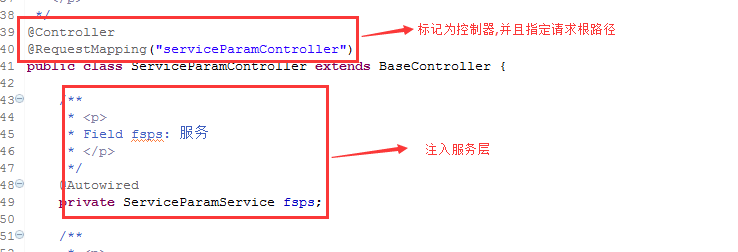 38 */
39 @Controller
40 @RequestMapping("serviceParamController")
标记为控制器,并且指定请求根路径
41 public class ServiceParamController extends BaseController {
42
43 /**
44 * <p>
45 * Field fsps: 服务
46 * </p>
47 */
注入服务层
48 @Autowired
49 private ServiceParamService fsps;
50
51 /**